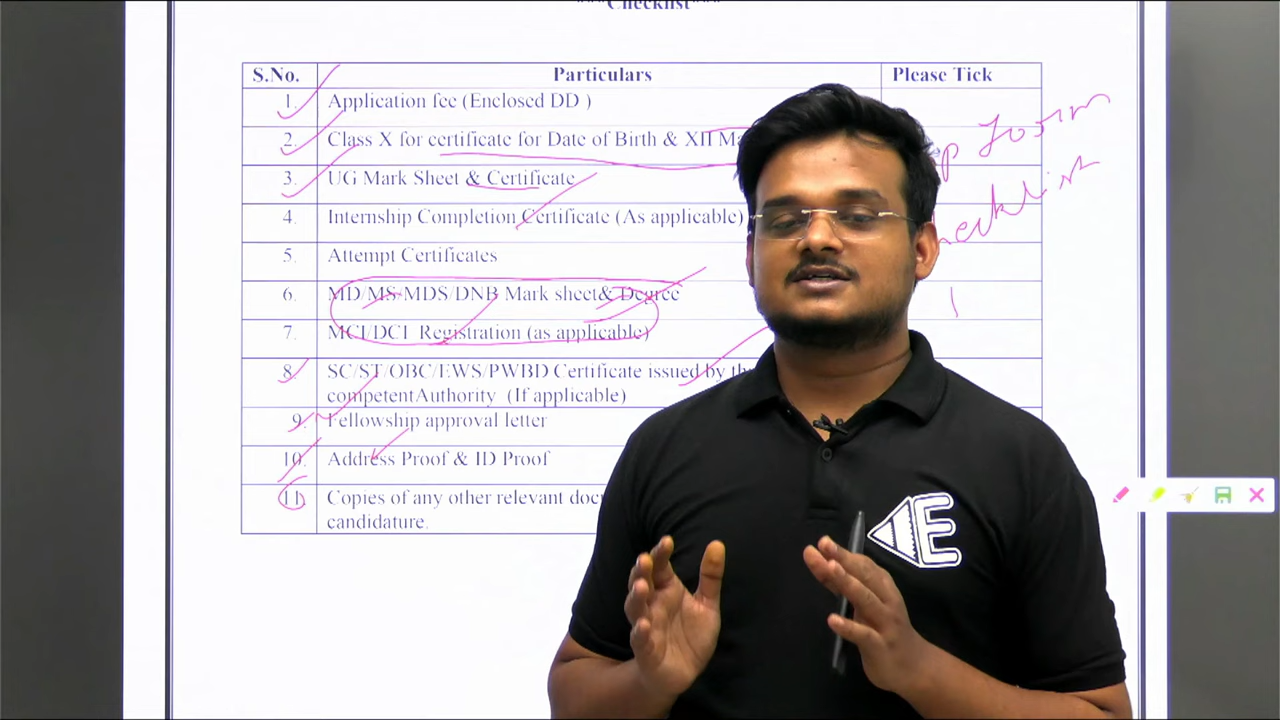 ***Checklist***
S.No. Particulars Please Tick
1. Application fee (Enclosed DD )
2. Class X for certificate for Date of Birth & XII
3. UG Mark Sheet & Certificate
4. Internship Completion Certificate (As applicable)
5. Attempt Certificates
6. MD/MS-MDS/DNB Mark sheet& Degree
7. MCI/DCI Registration (as applicable)
8. SC/ST/OBC/EWS/PWBD Certificate issued by
competentAuthority (If applicable)
9. Fellowship approval letter
10. Address Proof & ID Proof
11. Copies of any other relevant
candidature.
Form
E